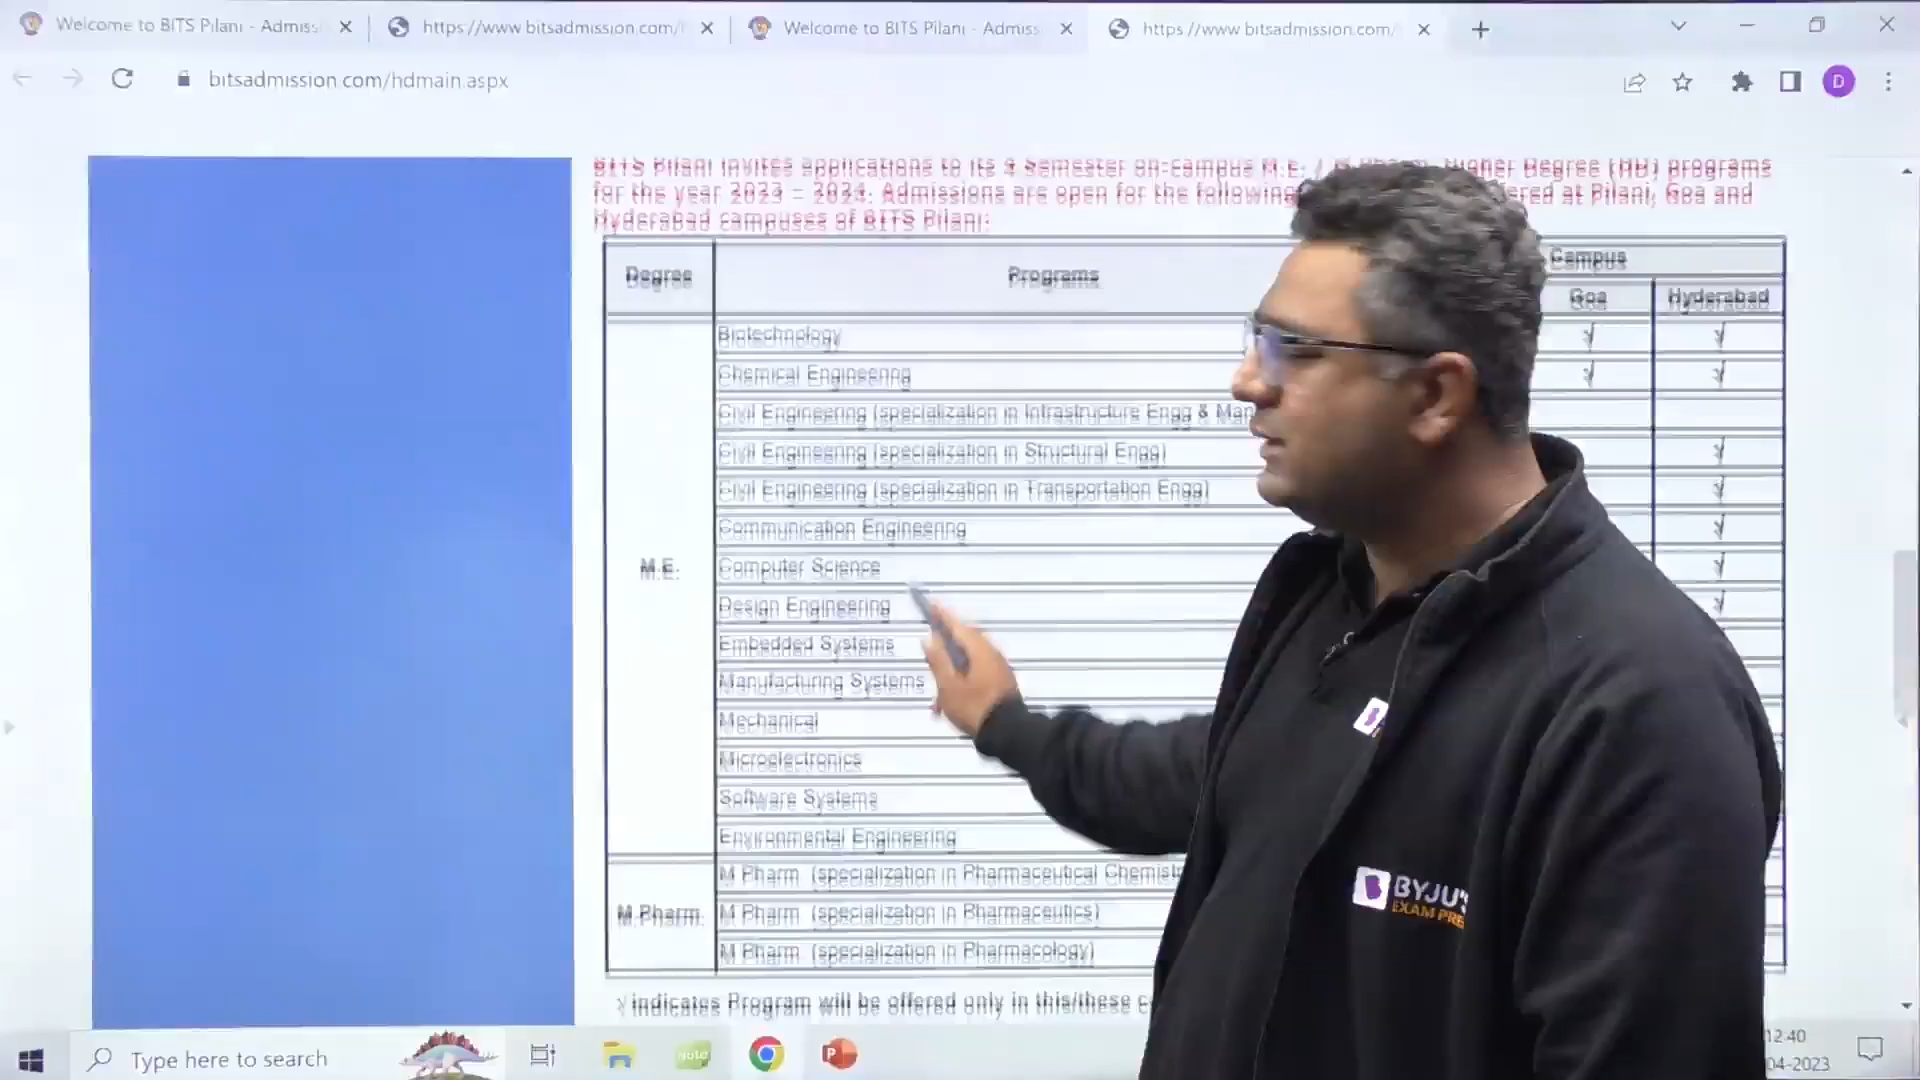 Welcome to BITS Pilani - Admiss
https://www.bitsadmission.com/
Welcome to BITS Pilani - Admiss
https://www.bitsadmission.com/
bitsadmission.com/hdmain.aspx
D
BITS Pilani invites applications to its 4 Semester on-campus M.E. / Higher Degree (HD) programs
for the year 2023 – 2024. Admissions are open for the following ered at Pilani, Goa and
Hyderabad campuses of BITS Pilani:
Degree Programs Campus
Goa Hyderabad
Biotechnology √ √
Chemical Engineering √ √
Civil Engineering (specialization in Infrastructure Engg & Man
Civil Engineering (specialization in Structural Engg) √
Civil Engineering (specialization in Transportation Engg) √
Communication Engineering √
M.E. Computer Science √
Design Engineering √
Embedded Systems
Manufacturing Systems
Mechanical
Microelectronics
Software Systems
Environmental Engineering
M.Pharm. M Pharm (specialization in Pharmaceutical Chemist
M Pharm (specialization in Pharmaceutics)
M Pharm (specialization in Pharmacology)
√ indicates Program will be offered only in this/these c
BYJU'S
EXAM PRE
Type here to search
12:40
04-2023